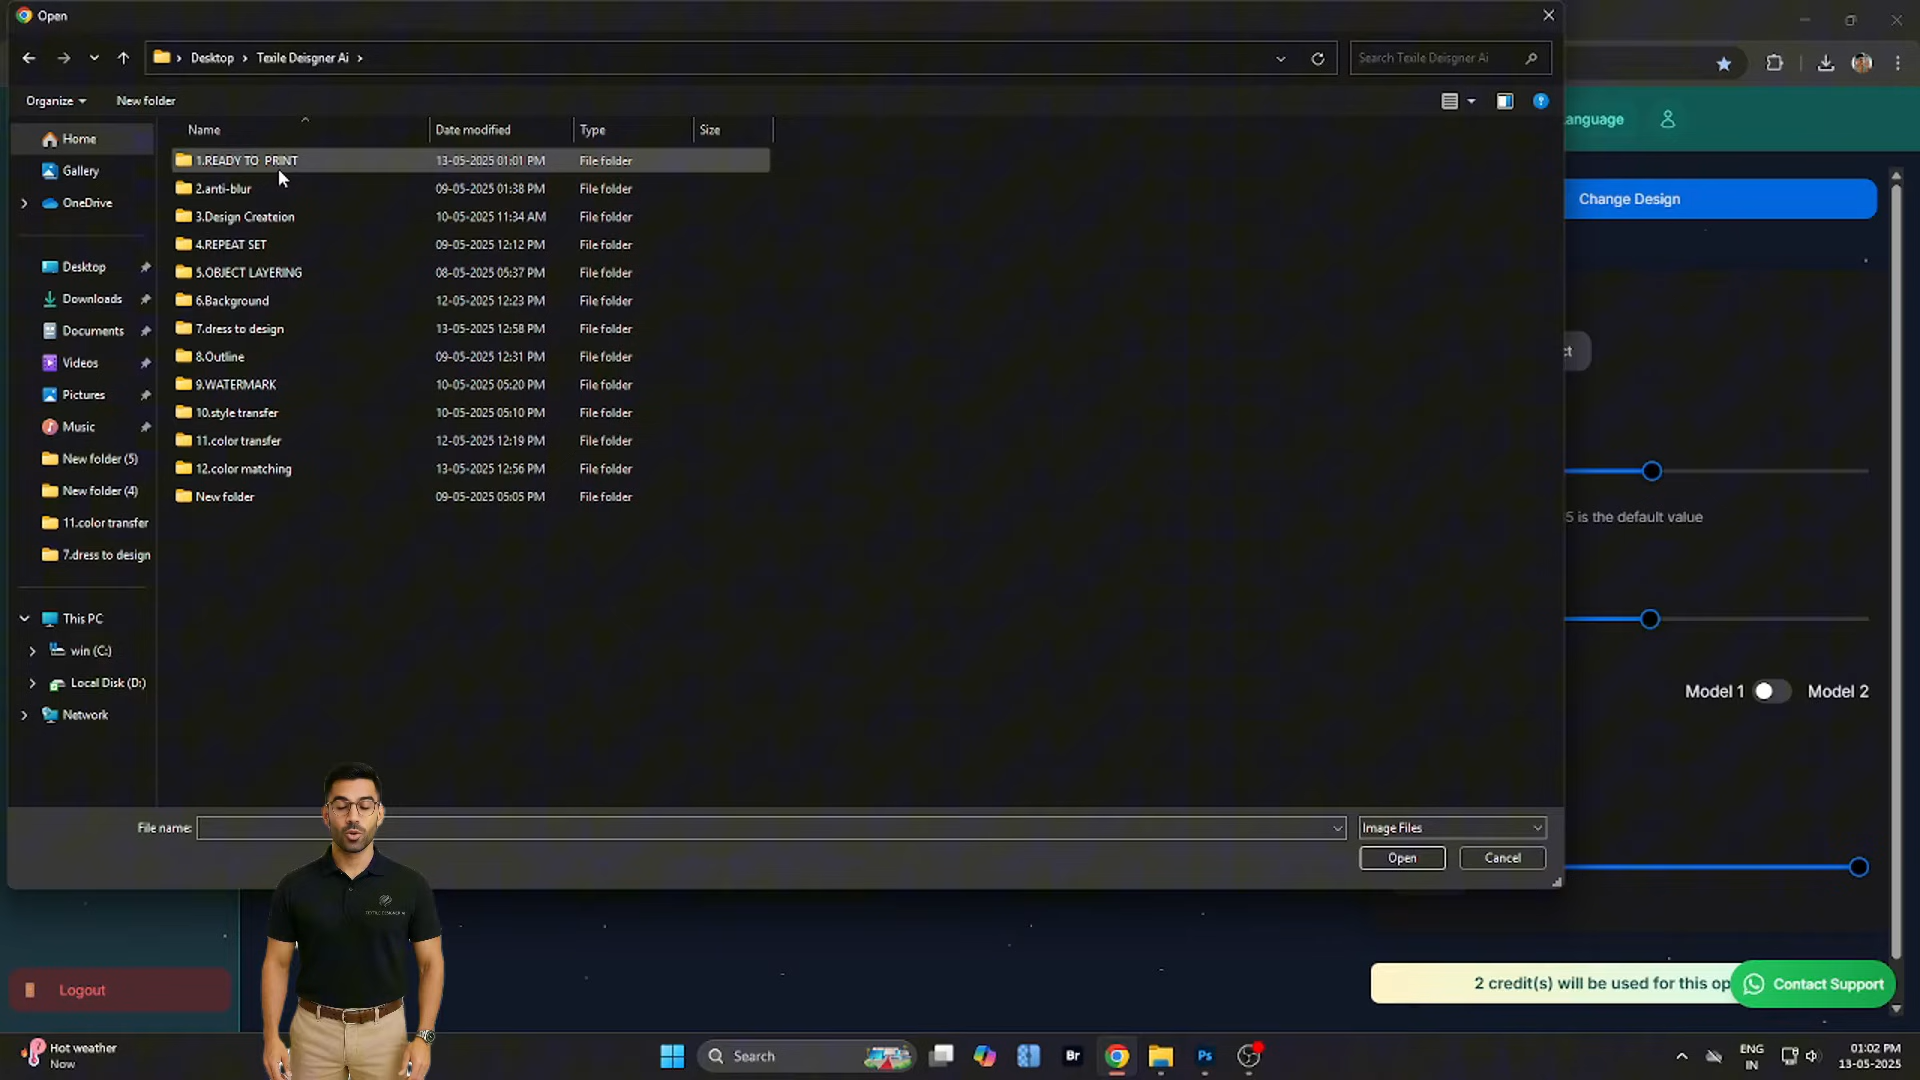 Open
Desktop > Texile Deisgner Ai >
Search Texile Deisgner Ai
Organize
New folder
Name
Date modified
Type
Size
1.READY TO PRINT 13-05-2025 01:01 PM File folder
2.anti-blur 09-05-2025 01:38 PM File folder
3.Design Createion 10-05-2025 11:34 AM File folder
4.REPEAT SET 09-05-2025 12:12 PM File folder
5.OBJECT LAYERING 08-05-2025 05:37 PM File folder
6.Background 12-05-2025 12:23 PM File folder
7.dress to design 13-05-2025 12:58 PM File folder
8.Outline 09-05-2025 12:31 PM File folder
9.WATERMARK 10-05-2025 05:20 PM File folder
10.style transfer 10-05-2025 05:10 PM File folder
11.color transfer 12-05-2025 12:19 PM File folder
12.color matching 13-05-2025 12:56 PM File folder
New folder 09-05-2025 05:05 PM File folder
Home
Gallery
OneDrive
Desktop
Downloads
Documents
Videos
Pictures
Music
New folder (5)
New folder (4)
11.color transfer
7.dress to design
This PC
win (C:)
Local Disk (D:)
Network
File name:
Image Files
Open
Cancel
anguage
Change Design
ct
5 is the default value
Model 1
Model 2
2 credit(s) will be used for this op
Contact Support
Logout
Hot weather
Now
Search
Br
Ps
ENG
IN
01:02 PM
13-05-2025